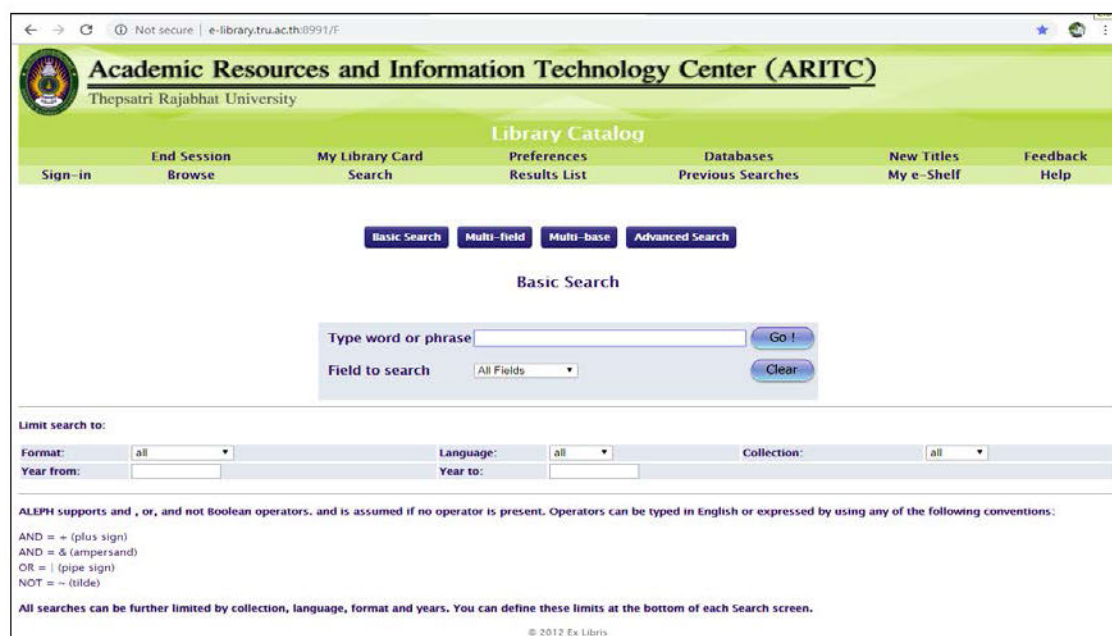 Not secure | e-library.tru.ac.th:8991/F
Academic Resources and Information Technology Center (ARITC)
Thepsatri Rajabhat University
Library Catalog
End Session My Library Card Preferences Databases New Titles Feedback
Sign-in Browse Search Results List Previous Searches My e-Shelf Help
Basic Search Multi-field Multi-base Advanced Search
Basic Search
Type word or phrase Go !
Field to search All Fields Clear
Limit search to:
Format: all Language: all Collection: all
Year from: Year to:
ALEPH supports and , or, and not Boolean operators. and is assumed if no operator is present. Operators can be typed in English or expressed by using any of the following conventions:
AND = + (plus sign)
AND = & (ampersand)
OR = | (pipe sign)
NOT = ~ (tilde)
All searches can be further limited by collection, language, format and years. You can define these limits at the bottom of each Search screen.
© 2012 Ex Libris